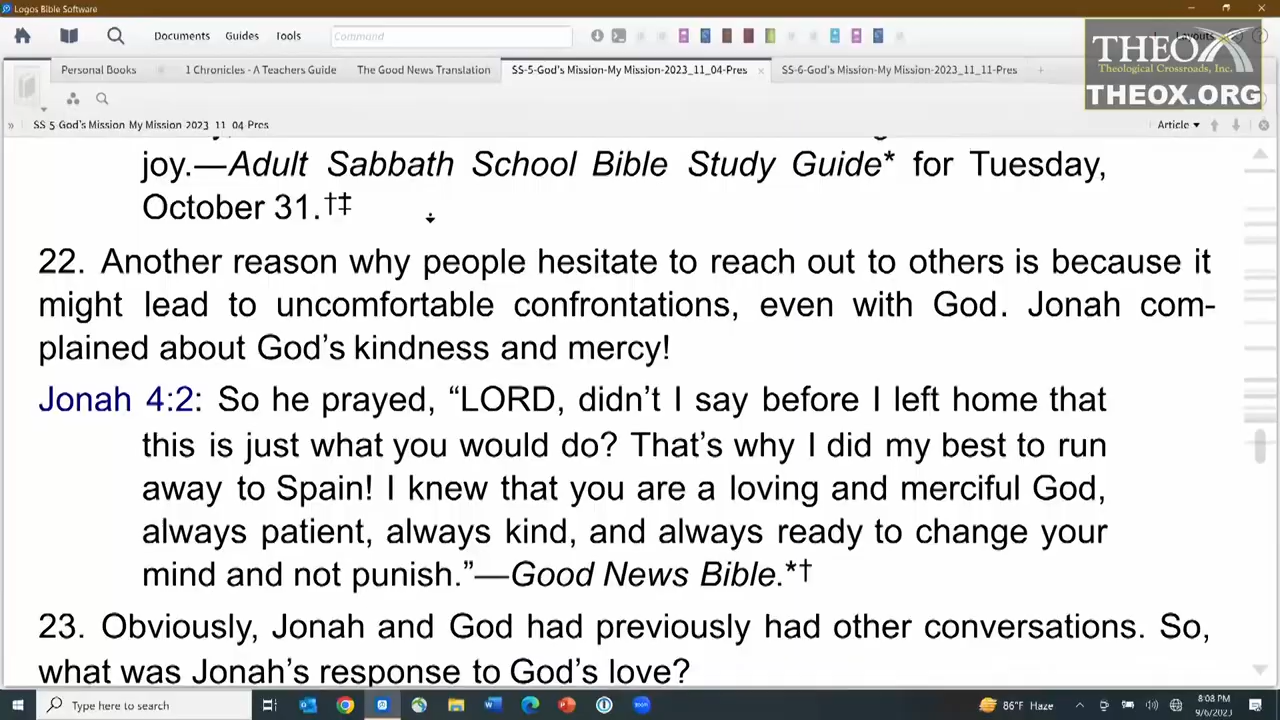 Logos Bible Software
Documents Guides Tools Command
THEOX
Theological Crossroads, Inc.
THEOX.ORG
Personal Books 1 Chronicles - A Teachers Guide The Good News Translation SS-5-God's Mission-My Mission-2023_11_04-Pres × SS-6-God's Mission-My Mission-2023_11_11-Pres +
» SS-5-God's Mission-My Mission-2023_11_04-Pres Article
joy.—Adult Sabbath School Bible Study Guide* for Tuesday,
October 31.†‡
22. Another reason why people hesitate to reach out to others is because it
might lead to uncomfortable confrontations, even with God. Jonah com-
plained about God's kindness and mercy!
Jonah 4:2: So he prayed, “LORD, didn't I say before I left home that
this is just what you would do? That's why I did my best to run
away to Spain! I knew that you are a loving and merciful God,
always patient, always kind, and always ready to change your
mind and not punish.”—Good News Bible.*†
23. Obviously, Jonah and God had previously had other conversations. So,
what was Jonah's response to God's love?
Type here to search 86°F Haze 8:08 PM
9/6/2023